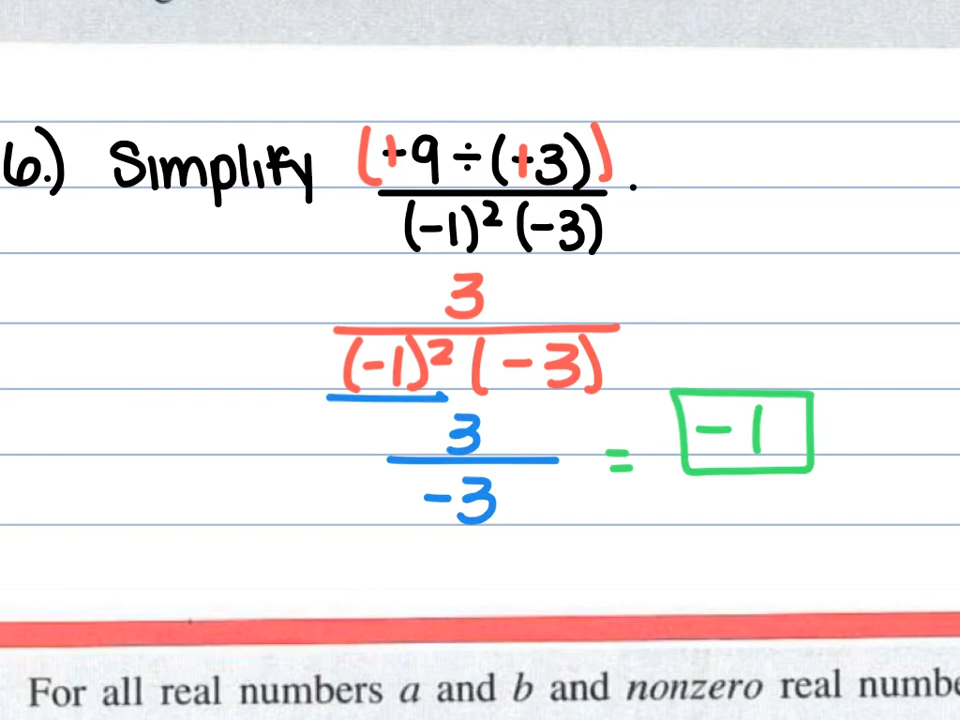 6.) Simplify (+9 ÷ (+3)) / (-1)² (-3) .
3 / (-1)² (-3)
3 / -3 = -1
For all real numbers a and b and nonzero real